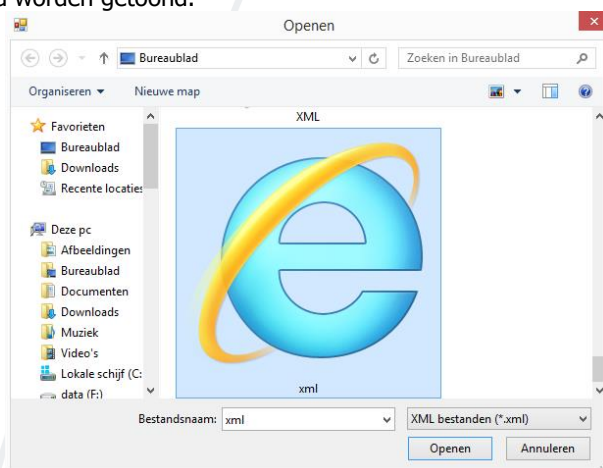 worden getoond.
Openen
Bureaublad
Zoeken in Bureaublad
Organiseren
Nieuwe map
XML
Favorieten
Bureaublad
Downloads
Recente locaties
Deze pc
Afbeeldingen
Bureaublad
Documenten
Downloads
Muziek
Video's
Lokale schijf (C:
data (F:)
xml
Bestandsnaam: xml
XML bestanden (*.xml)
Openen
Annuleren